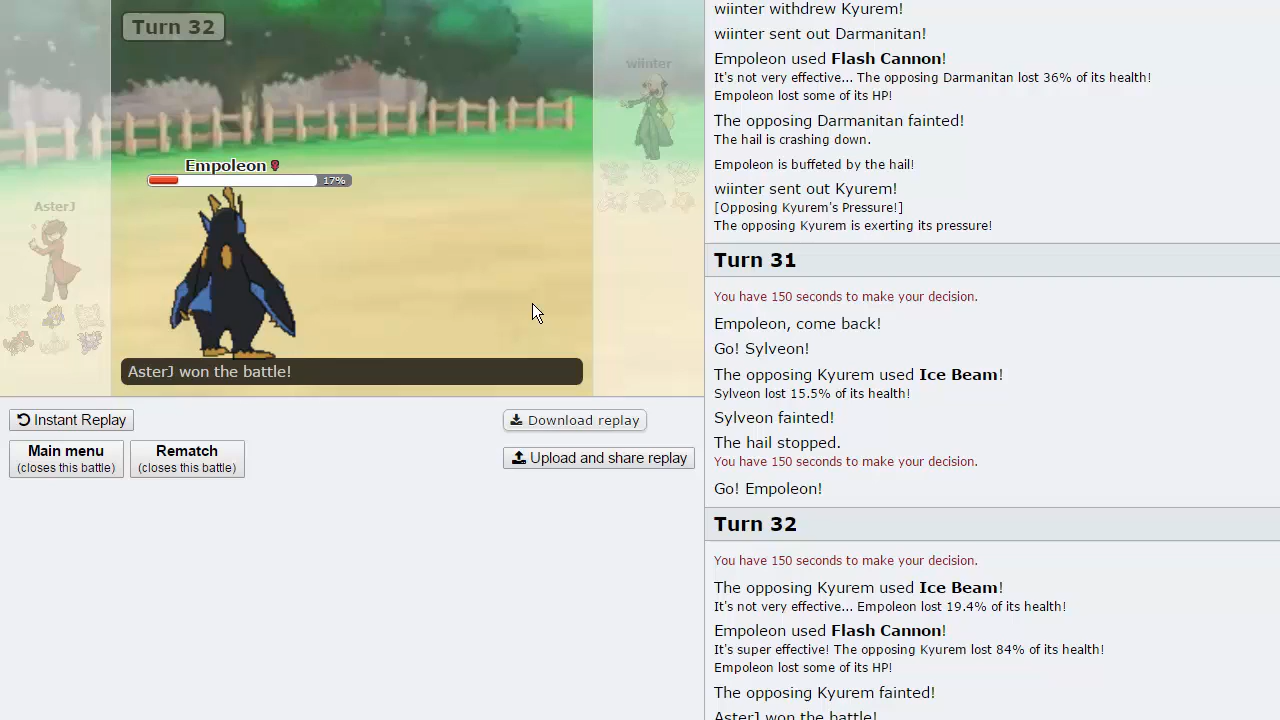 Turn 32
wiinter
Empoleon
17%
AsterJ
AsterJ won the battle!
Instant Replay
Download replay
Main menu
(closes this battle)
Rematch
(closes this battle)
Upload and share replay
wiinter withdrew Kyurem!
wiinter sent out Darmanitan!
Empoleon used Flash Cannon!
It's not very effective... The opposing Darmanitan lost 36% of its health!
Empoleon lost some of its HP!
The opposing Darmanitan fainted!
The hail is crashing down.
Empoleon is buffeted by the hail!
wiinter sent out Kyurem!
[Opposing Kyurem's Pressure!]
The opposing Kyurem is exerting its pressure!
Turn 31
You have 150 seconds to make your decision.
Empoleon, come back!
Go! Sylveon!
The opposing Kyurem used Ice Beam!
Sylveon lost 15.5% of its health!
Sylveon fainted!
The hail stopped.
You have 150 seconds to make your decision.
Go! Empoleon!
Turn 32
You have 150 seconds to make your decision.
The opposing Kyurem used Ice Beam!
It's not very effective... Empoleon lost 19.4% of its health!
Empoleon used Flash Cannon!
It's super effective! The opposing Kyurem lost 84% of its health!
Empoleon lost some of its HP!
The opposing Kyurem fainted!
AsterJ won the battle!